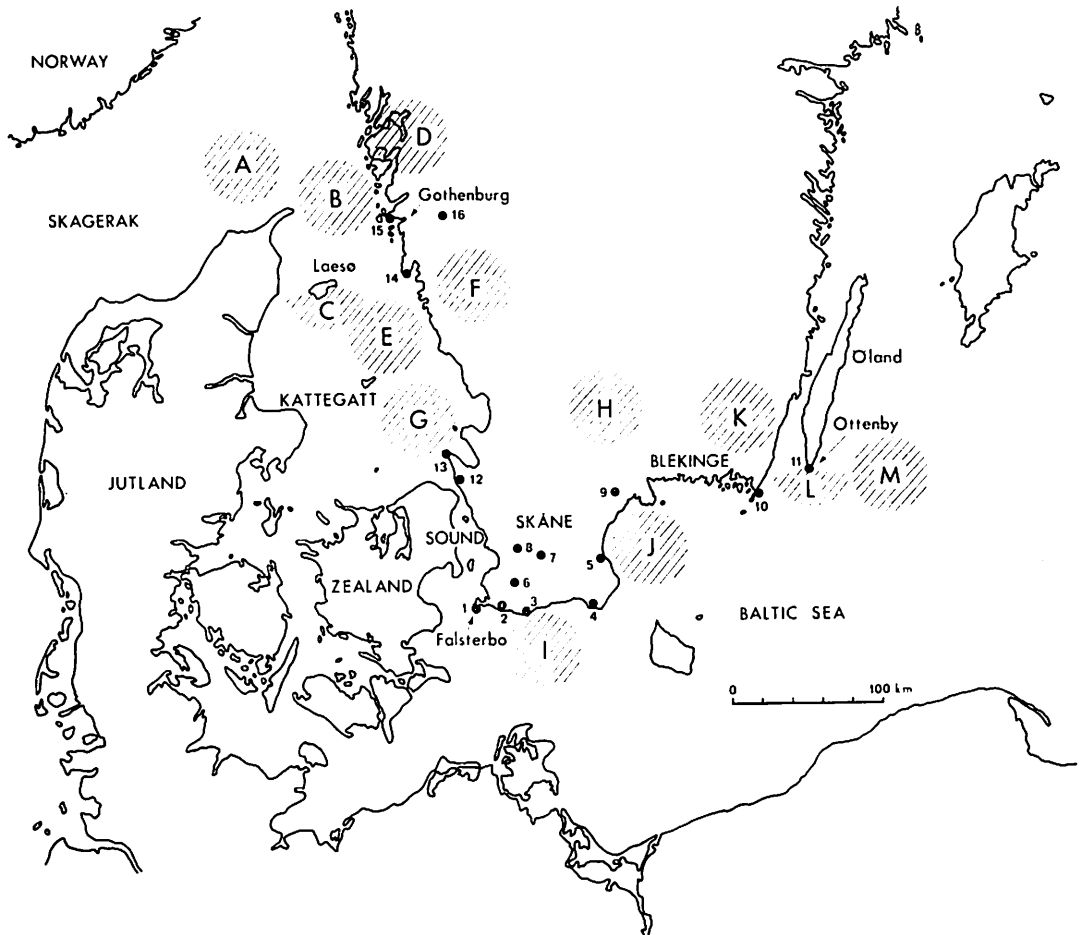 NORWAY
A
D
B
Gothenburg
15
16
SKAGERAK
14
Laesø
C
F
E
Öland
KATTEGATT
G
H
K
Ottenby
13
12
JUTLAND
BLEKINGE
11
L
M
9
10
SKÅNE
SOUND
8
7
J
5
ZEALAND
6
1
2
3
4
BALTIC SEA
Falsterbo
I
0 100 km